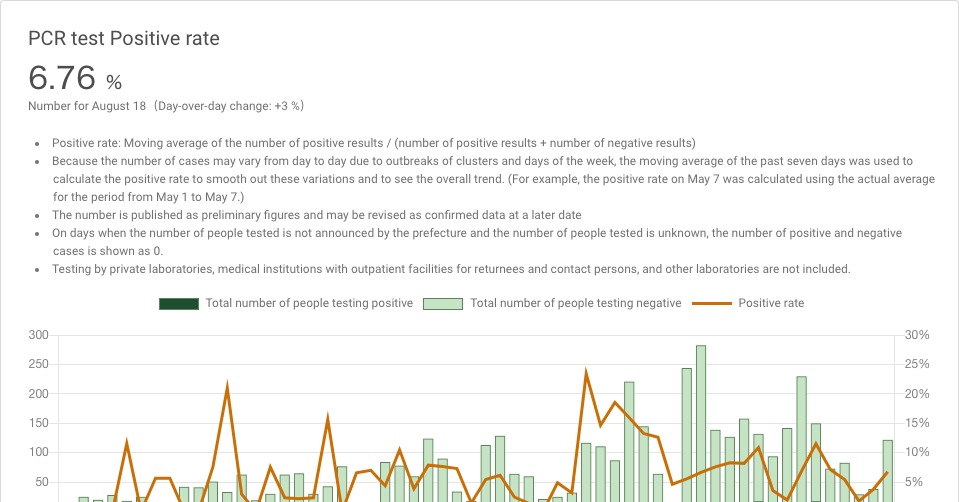 PCR test Positive rate
6.76 %
Number for August 18 (Day-over-day change: +3 %)
• Positive rate: Moving average of the number of positive results / (number of positive results + number of negative results)
• Because the number of cases may vary from day to day due to outbreaks of clusters and days of the week, the moving average of the past seven days was used to
calculate the positive rate to smooth out these variations and to see the overall trend. (For example, the positive rate on May 7 was calculated using the actual average
for the period from May 1 to May 7.)
• The number is published as preliminary figures and may be revised as confirmed data at a later date
• On days when the number of people tested is not announced by the prefecture and the number of people tested is unknown, the number of positive and negative
cases is shown as 0.
• Testing by private laboratories, medical institutions with outpatient facilities for returnees and contact persons, and other laboratories are not included.
Total number of people testing positive Total number of people testing negative Positive rate
300 30%
250 25%
200 20%
150 15%
100 10%
50 5%